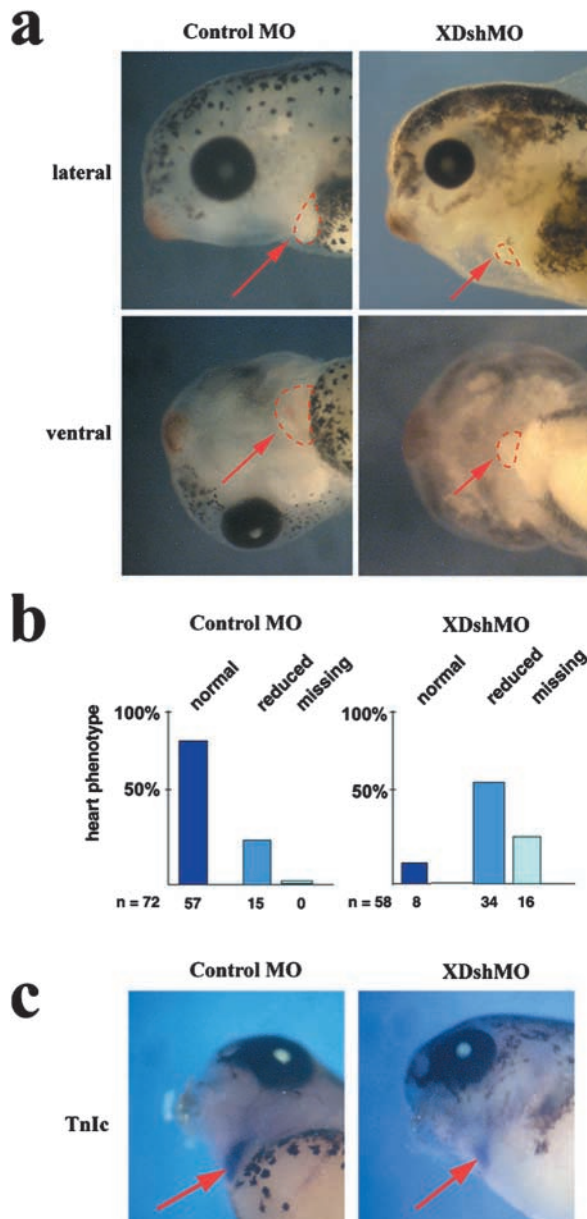 a
Control MO XDshMO
lateral
ventral
b
Control MO XDshMO
normal reduced missing normal reduced missing
100% 100%
50% 50%
heart phenotype
n = 72 57 15 0 n = 58 8 34 16
c
Control MO XDshMO
TnIc